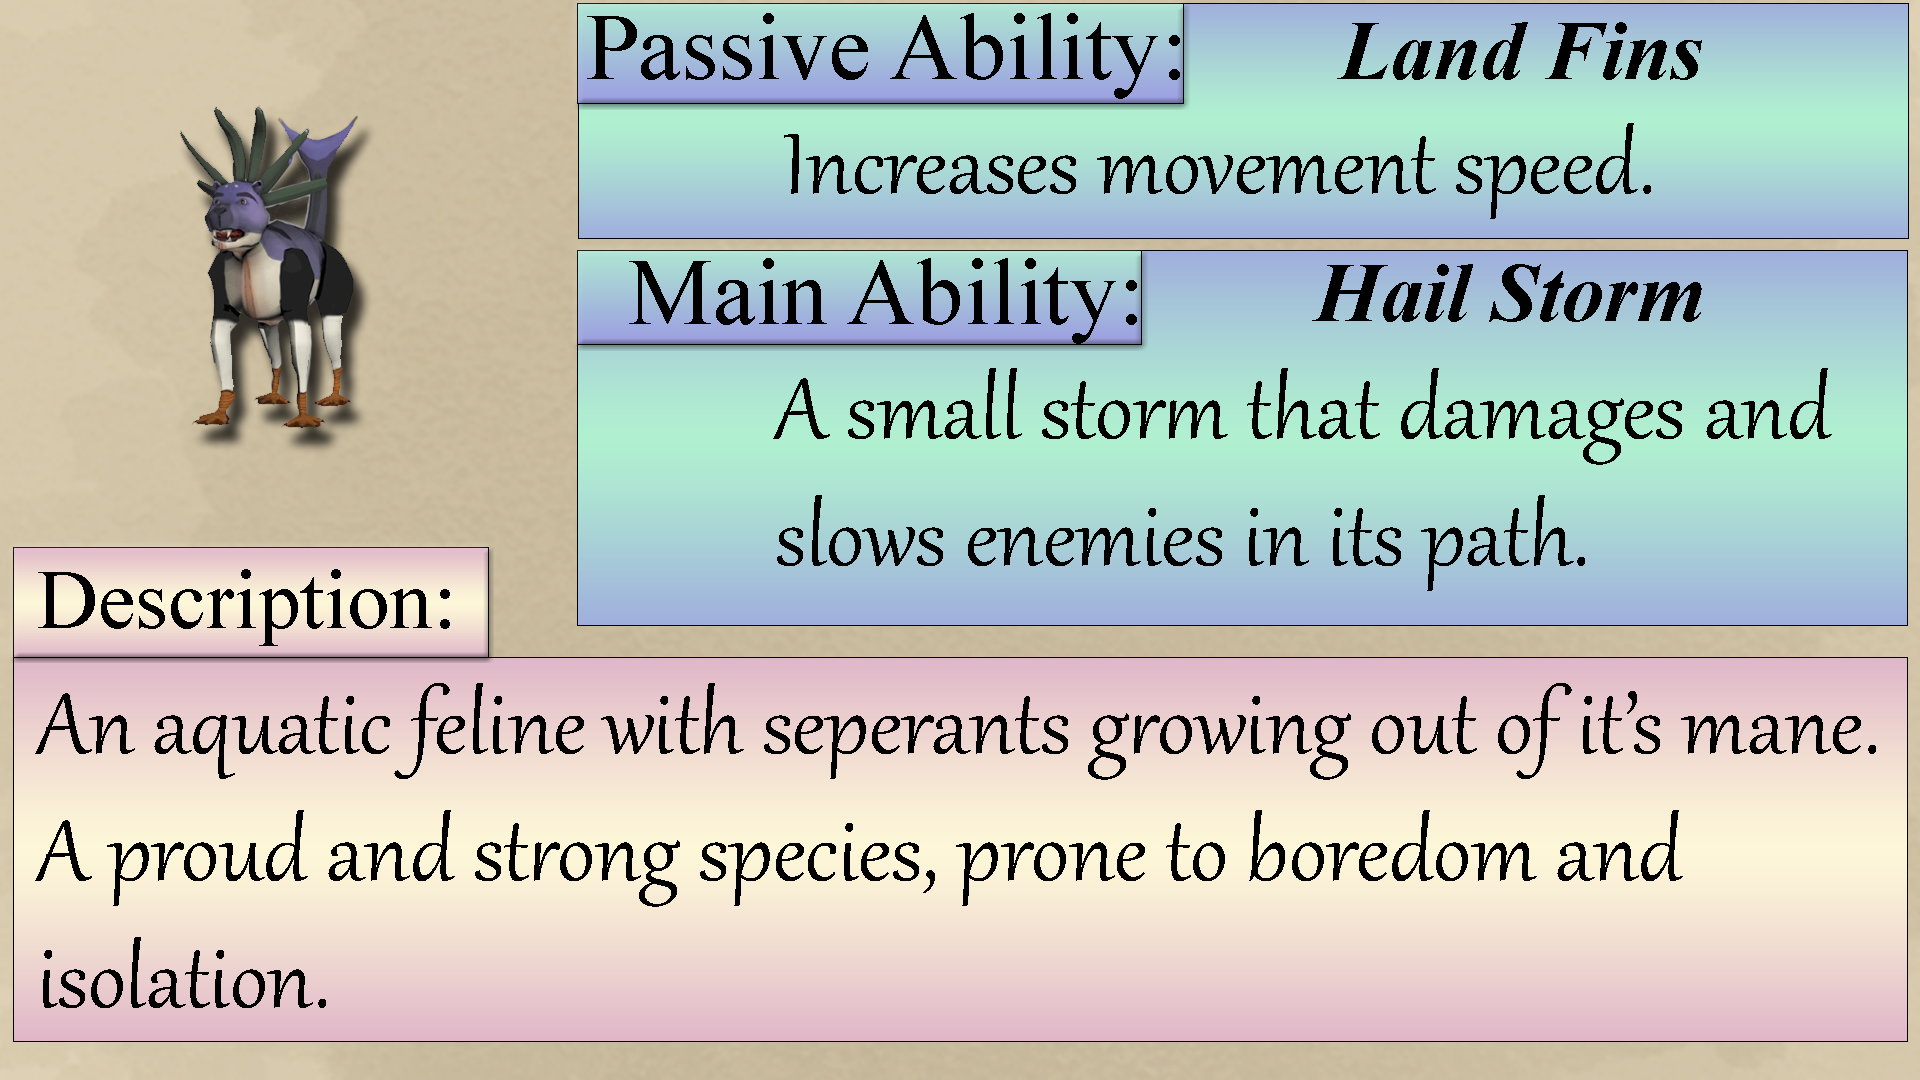 Passive Ability: Land Fins
Increases movement speed.
Main Ability: Hail Storm
A small storm that damages and
slows enemies in its path.
Description:
An aquatic feline with seperants growing out of it’s mane.
A proud and strong species, prone to boredom and
isolation.